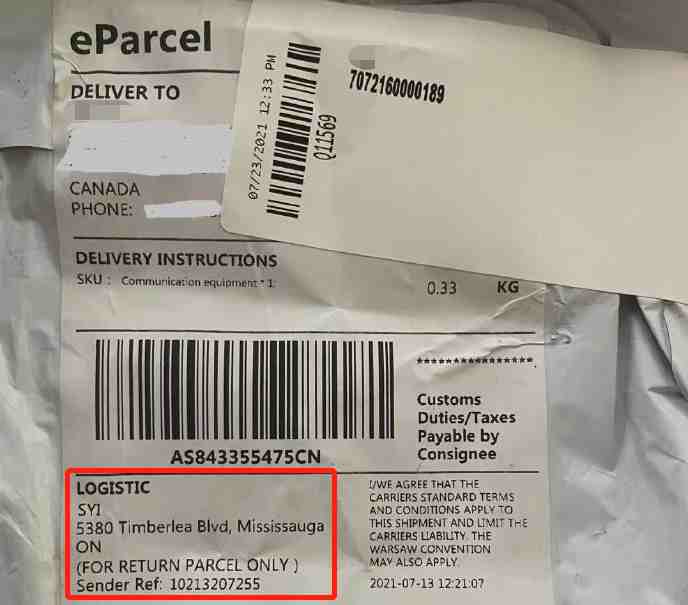 eParcel
DELIVER TO
CANADA
PHONE:
07/23/2021 12:33 PM
Q11569
7072160000189
DELIVERY INSTRUCTIONS
SKU : Communication equipment * 1;
0.33 KG
AS843355475CN
*****************
Customs
Duties/Taxes
Payable by
Consignee
LOGISTIC
SYI
5380 Timberlea Blvd, Mississauga
ON
(FOR RETURN PARCEL ONLY )
Sender Ref: 10213207255
I/WE AGREE THAT THE
CARRIERS STANDARD TERMS
AND CONDITIONS APPLY TO
THIS SHIPMENT AND LIMIT THE
CARRIERS LIABILITY. THE
WARSAW CONVENTION
MAY ALSO APPLY.
2021-07-13 12:21:07